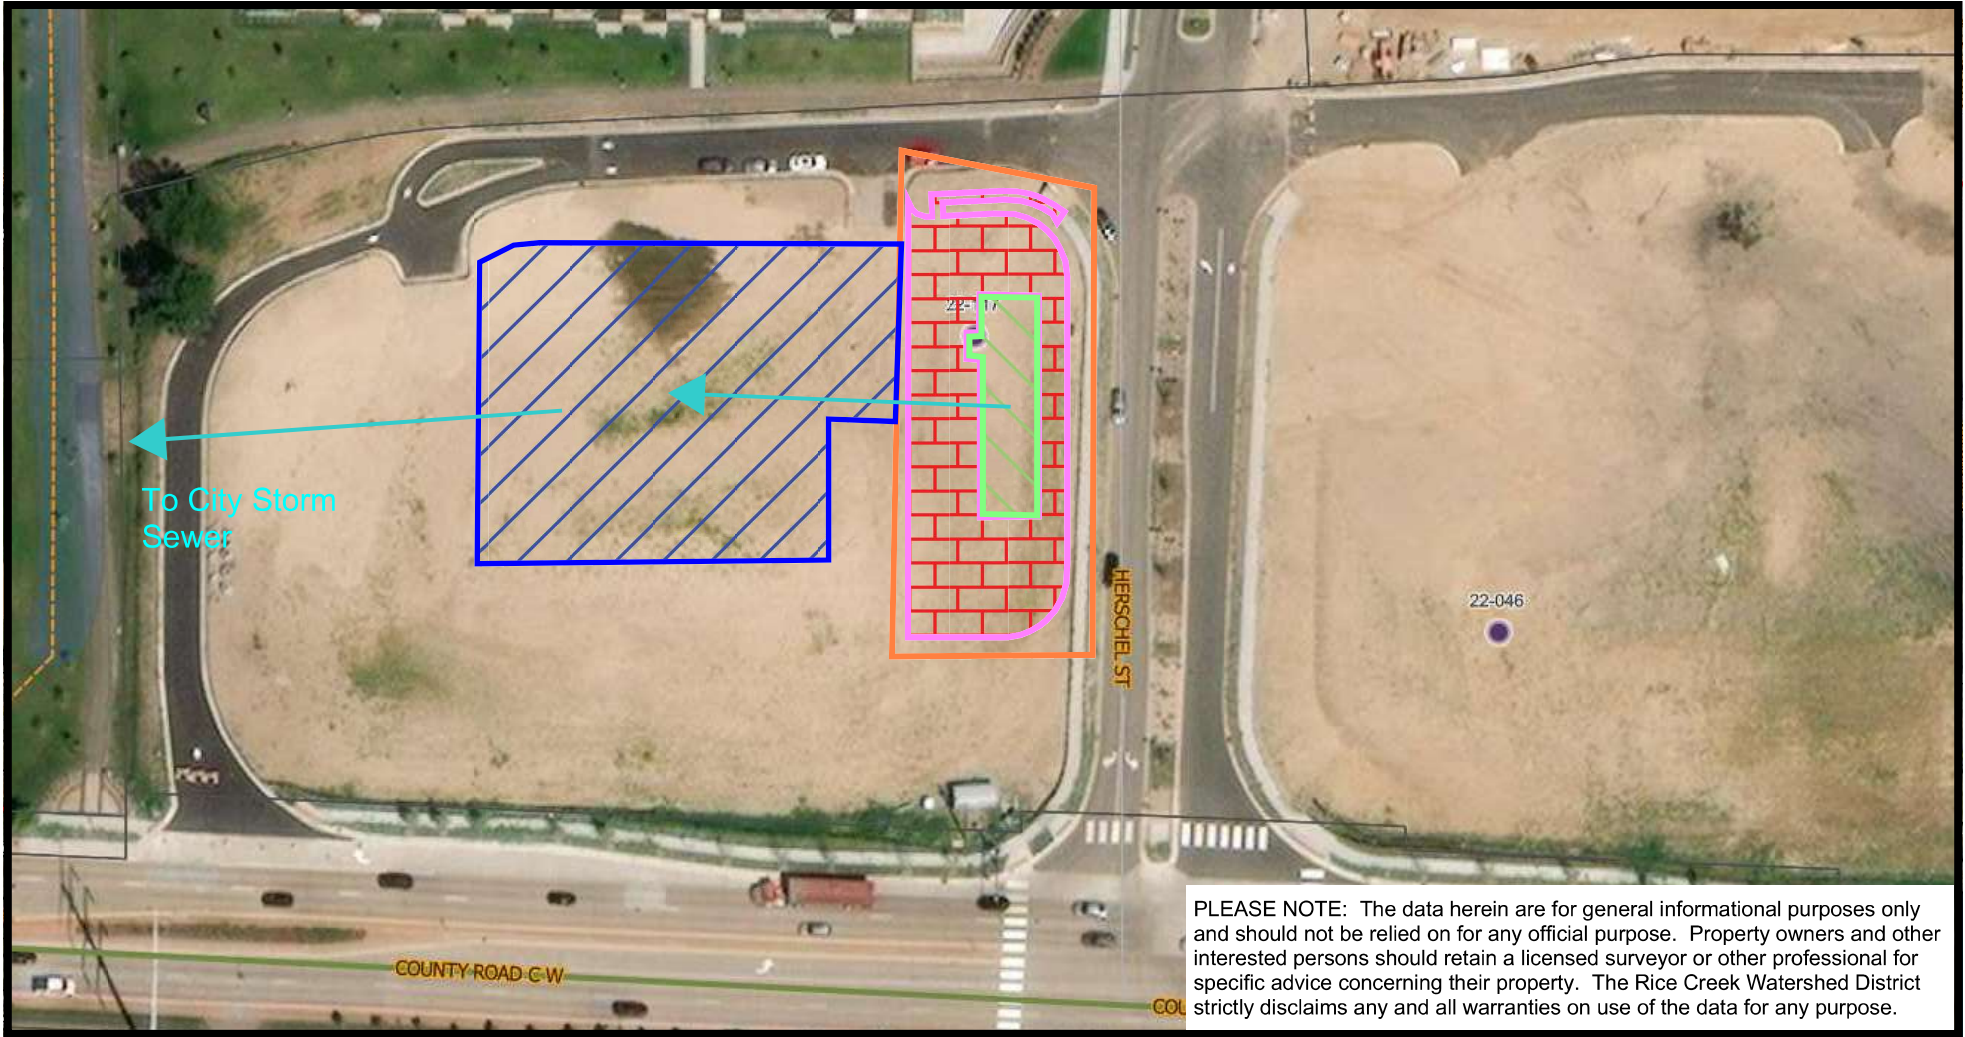 To City Storm
Sewer
HERSCHEL ST
22-046
COUNTY ROAD C W
COU
PLEASE NOTE:  The data herein are for general informational purposes only
and should not be relied on for any official purpose.  Property owners and other
interested persons should retain a licensed surveyor or other professional for
specific advice concerning their property.  The Rice Creek Watershed District
strictly disclaims any and all warranties on use of the data for any purpose.